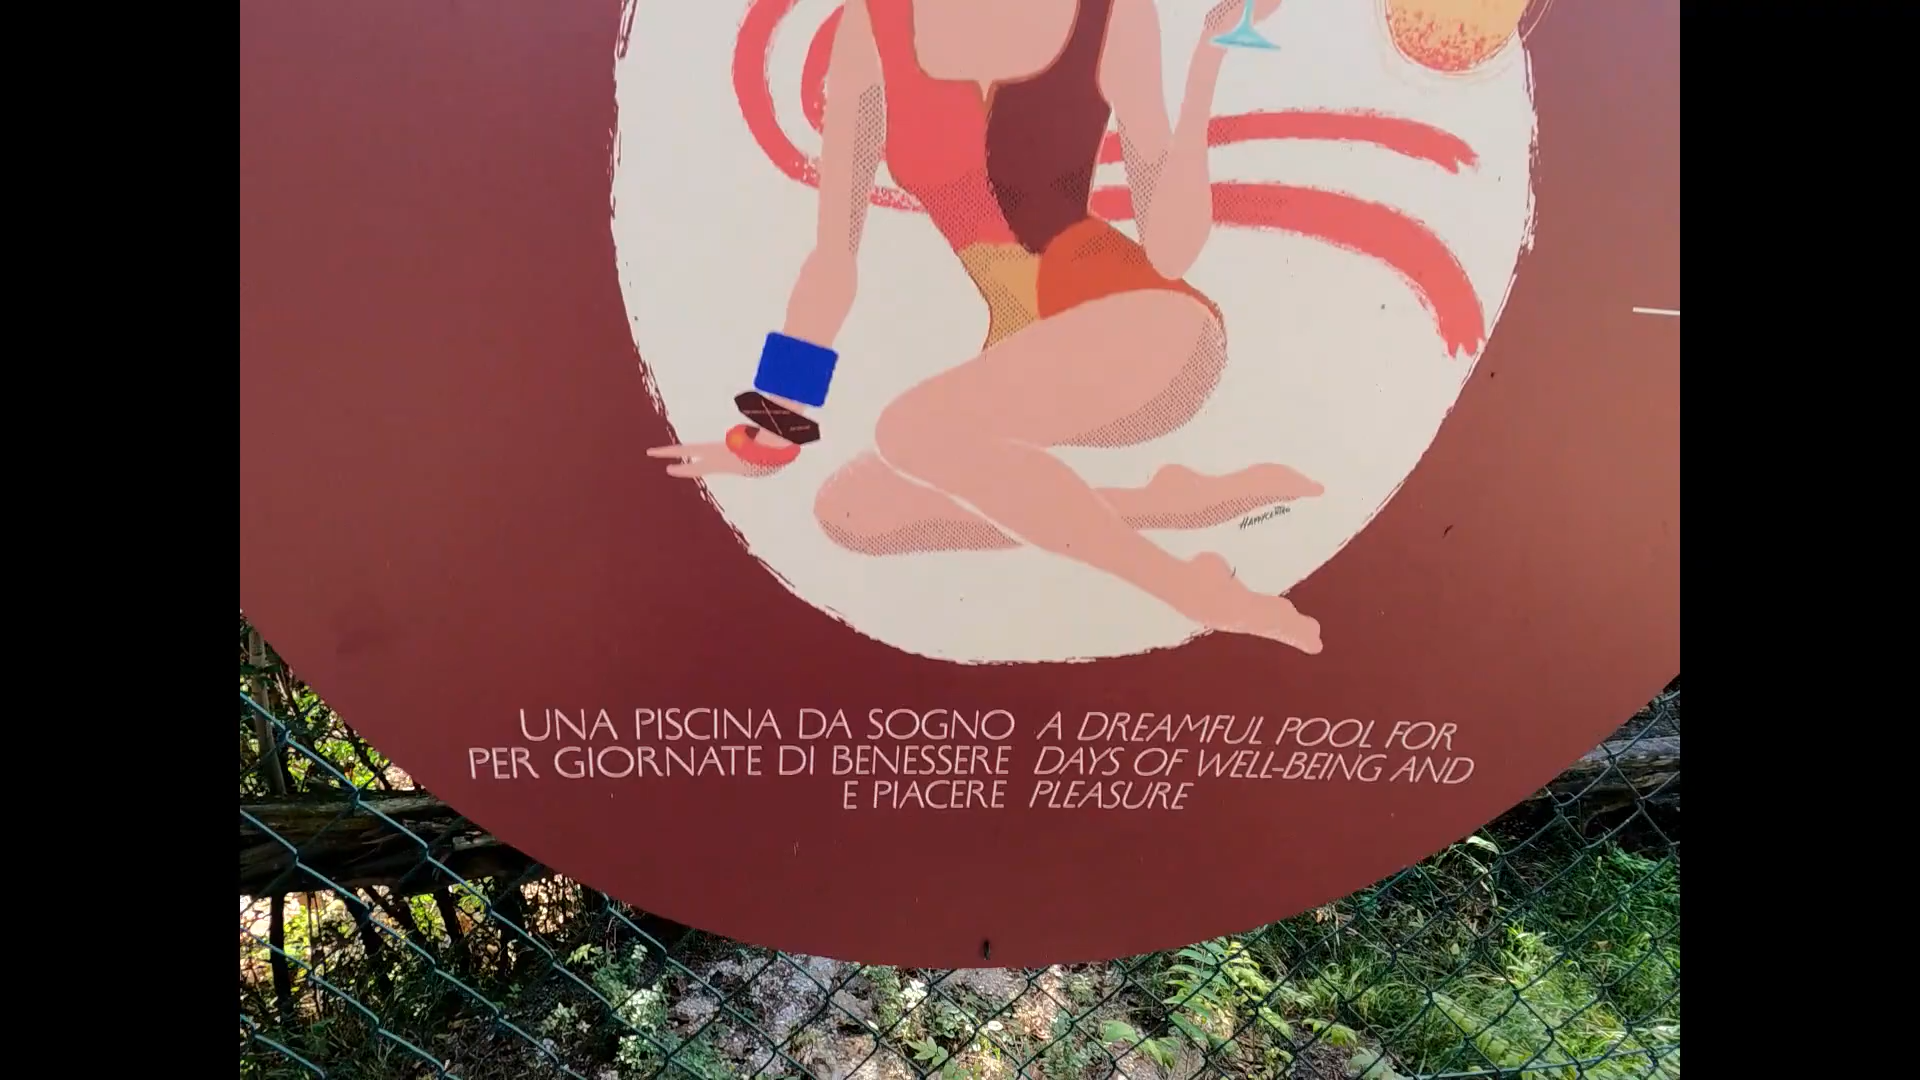 UNA PISCINA DA SOGNO
PER GIORNATE DI BENESSERE
E PIACERE
A DREAMFUL POOL FOR
DAYS OF WELL-BEING AND
PLEASURE